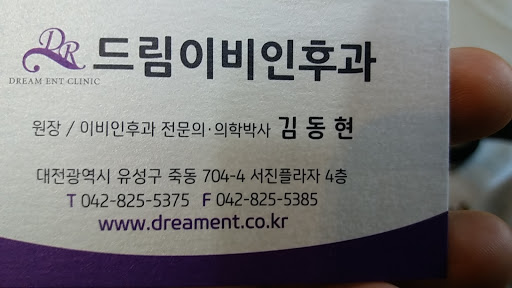 DR 드림이비인후과
DREAM ENT CLINIC
원장 / 이비인후과 전문의·의학박사 김동현
대전광역시 유성구 죽동 704-4 서진플라자 4층
T 042-825-5375 F 042-825-5385
www.dreament.co.kr